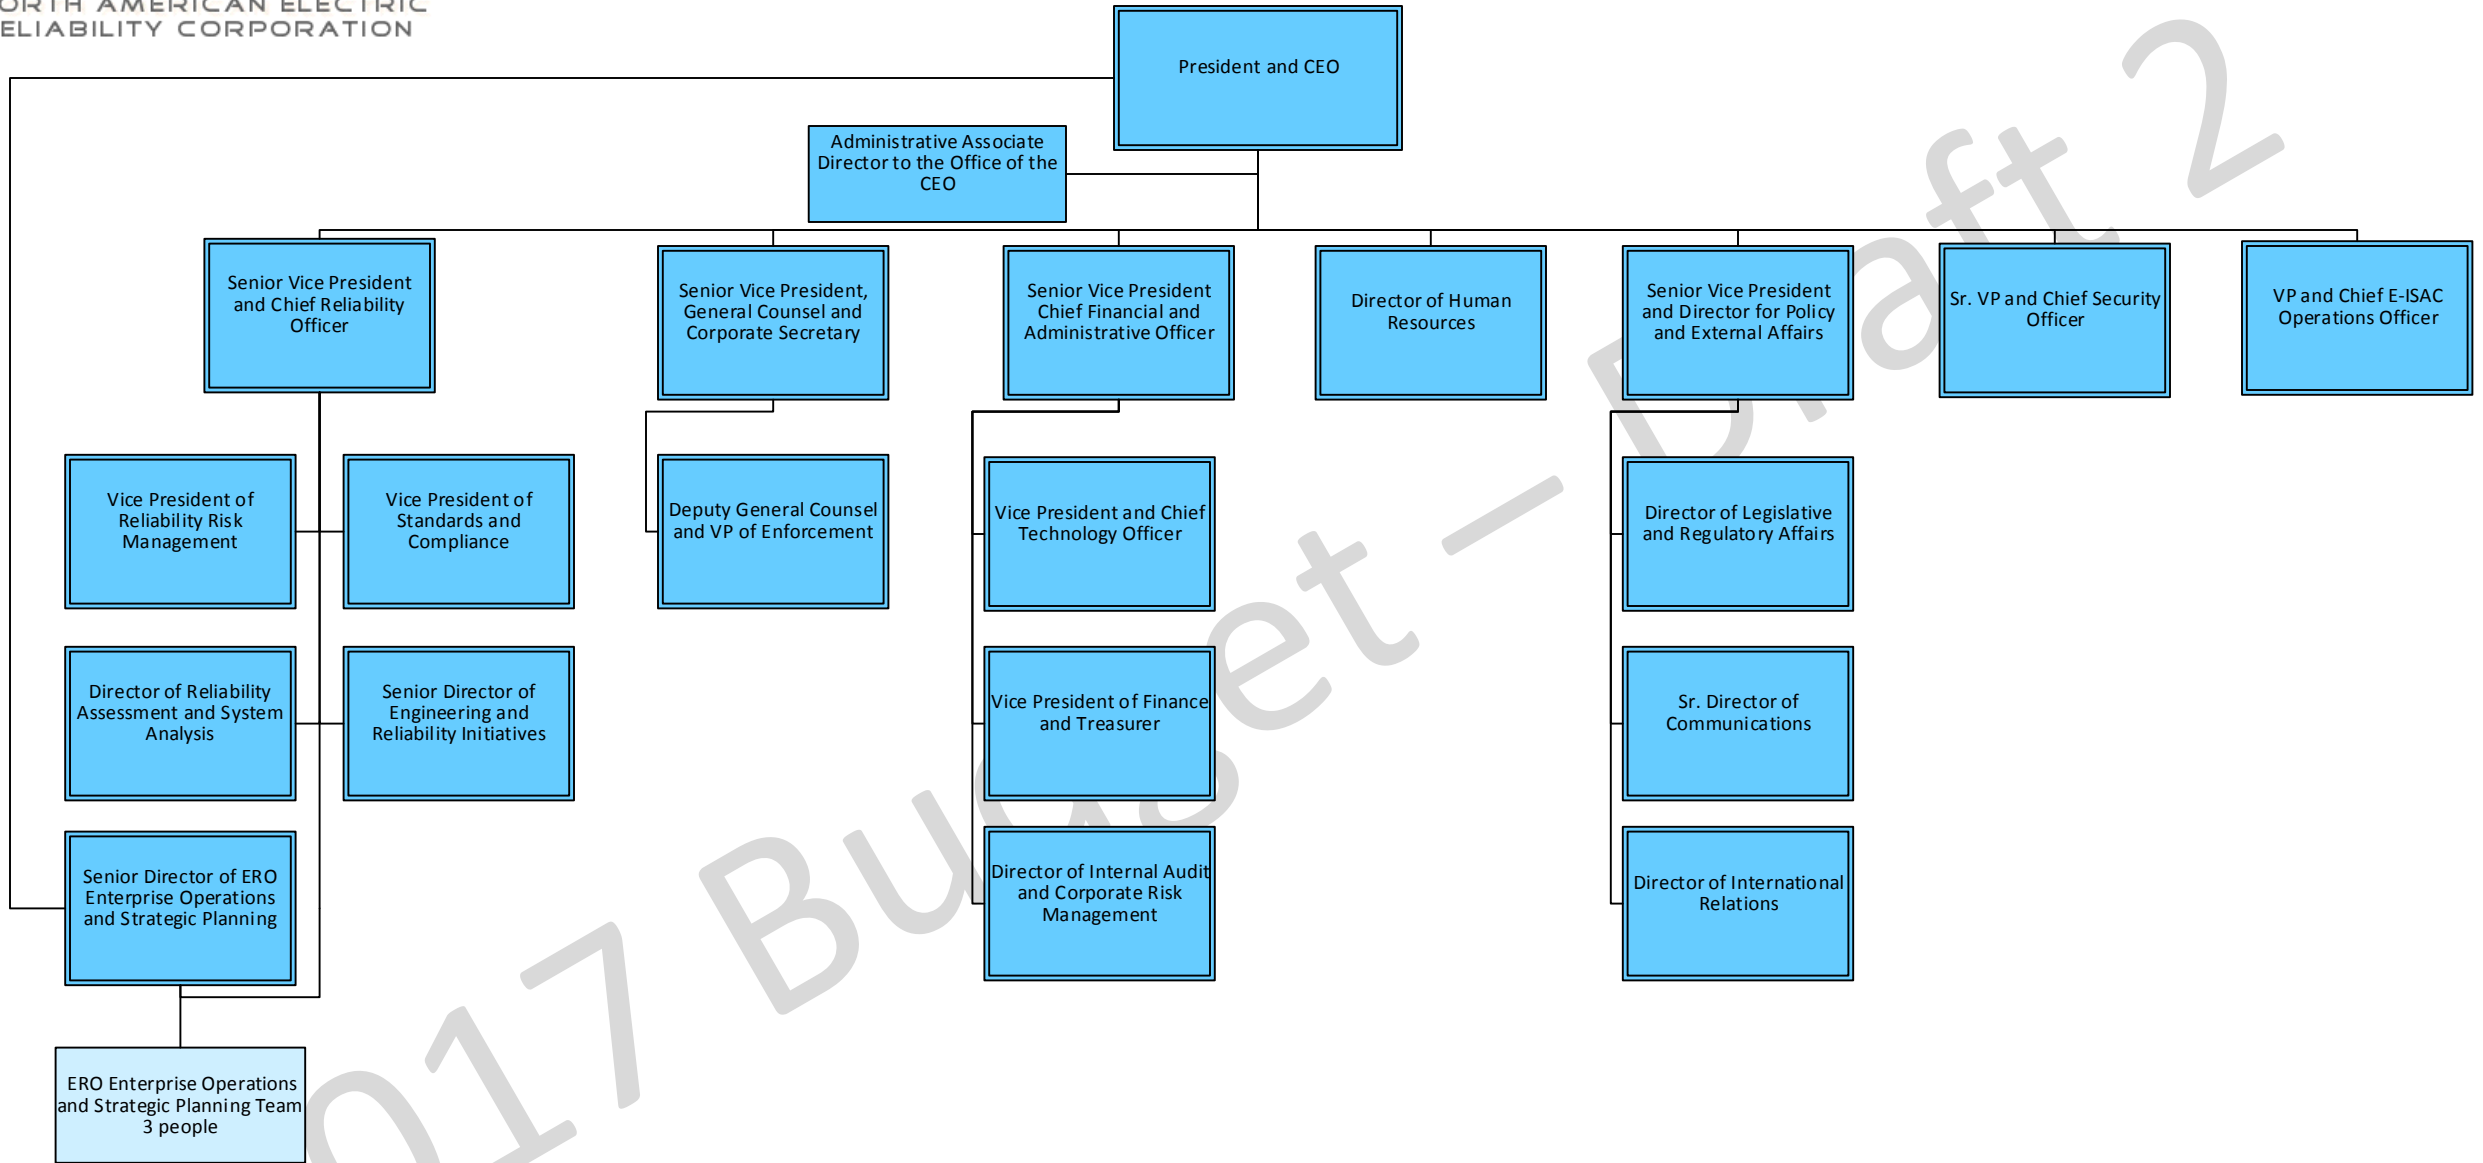 ORTH AMERICAN ELECTRIC
ELIABILITY CORPORATION
President and CEO
Administrative Associate
Director to the Office of the
CEO
Senior Vice President
and Chief Reliability
Officer
Senior Vice President,
General Counsel and
Corporate Secretary
Senior Vice President
Chief Financial and
Administrative Officer
Director of Human
Resources
Senior Vice President
and Director for Policy
and External Affairs
Sr. VP and Chief Security
Officer
VP and Chief E-ISAC
Operations Officer
Vice President of
Reliability Risk
Management
Vice President of
Standards and
Compliance
Deputy General Counsel
and VP of Enforcement
Vice President and Chief
Technology Officer
Director of Legislative
and Regulatory Affairs
Director of Reliability
Assessment and System
Analysis
Senior Director of
Engineering and
Reliability Initiatives
Vice President of Finance
and Treasurer
Sr. Director of
Communications
Senior Director of ERO
Enterprise Operations
and Strategic Planning
Director of Internal Audit
and Corporate Risk
Management
Director of International
Relations
ERO Enterprise Operations
and Strategic Planning Team
3 people
017 Budget – Draft 2